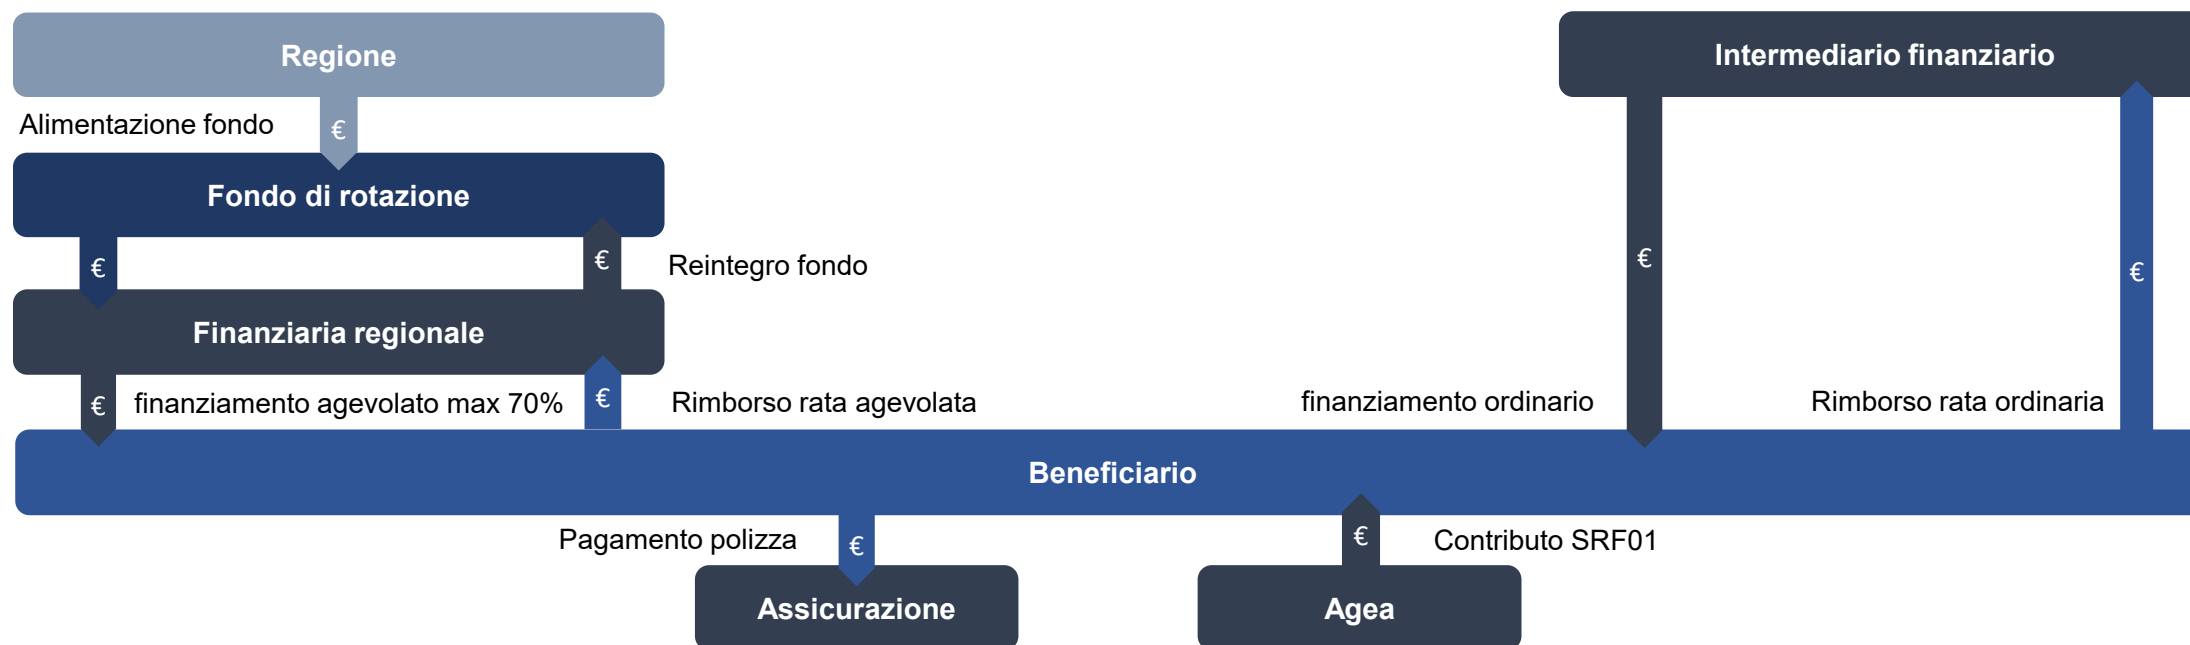 Regione
Intermediario finanziario
Alimentazione fondo
€
Fondo di rotazione
€
€
Reintegro fondo
€
€
Finanziaria regionale
€
finanziamento agevolato max 70%
€
Rimborso rata agevolata
finanziamento ordinario
Rimborso rata ordinaria
Beneficiario
Pagamento polizza
€
€
Contributo SRF01
Assicurazione
Agea